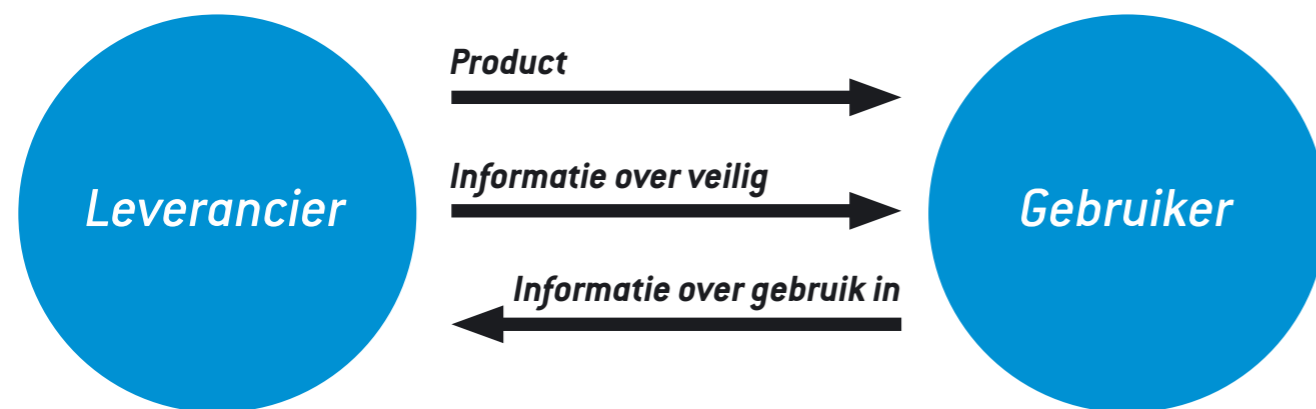 Product
Informatie over veilig
Leverancier
Gebruiker
Informatie over gebruik in